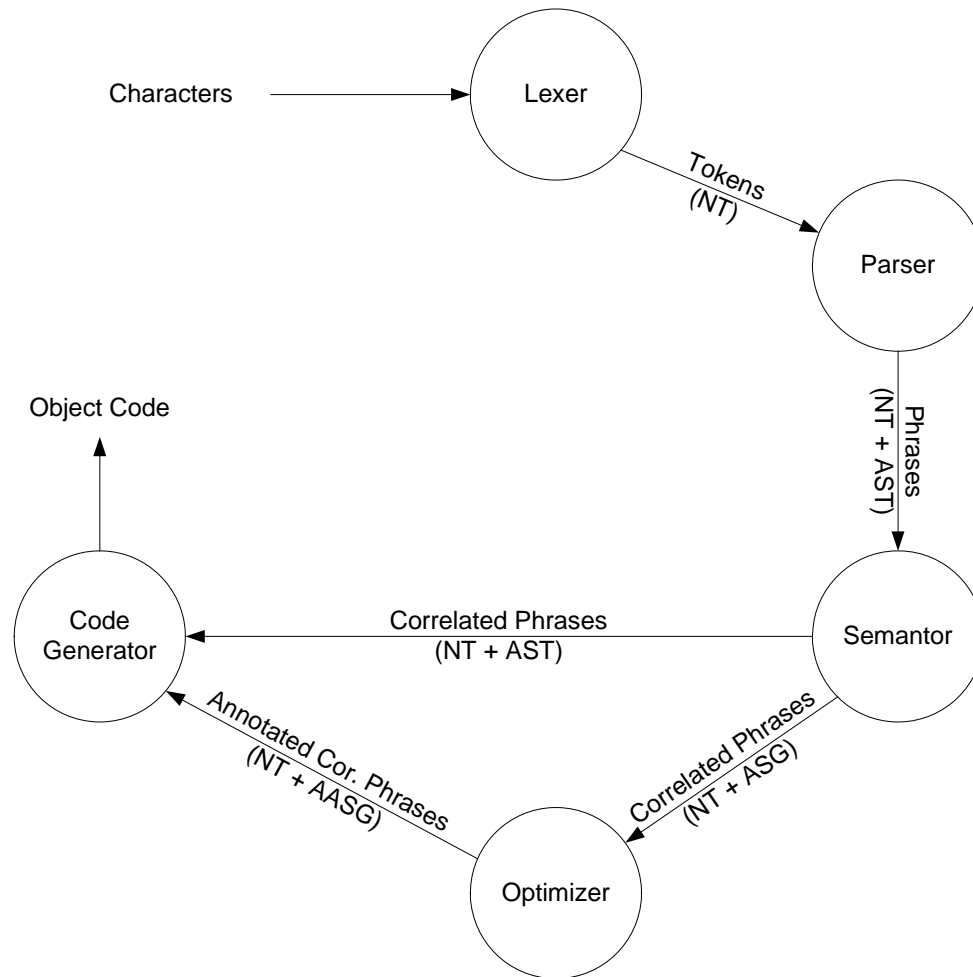 Characters
Lexer
Tokens
(NT)
Parser
Phrases
(NT + AST)
Object Code
Code
Generator
Correlated Phrases
(NT + AST)
Semantor
Annotated Cor. Phrases
(NT + AASG)
Correlated Phrases
(NT + ASG)
Optimizer